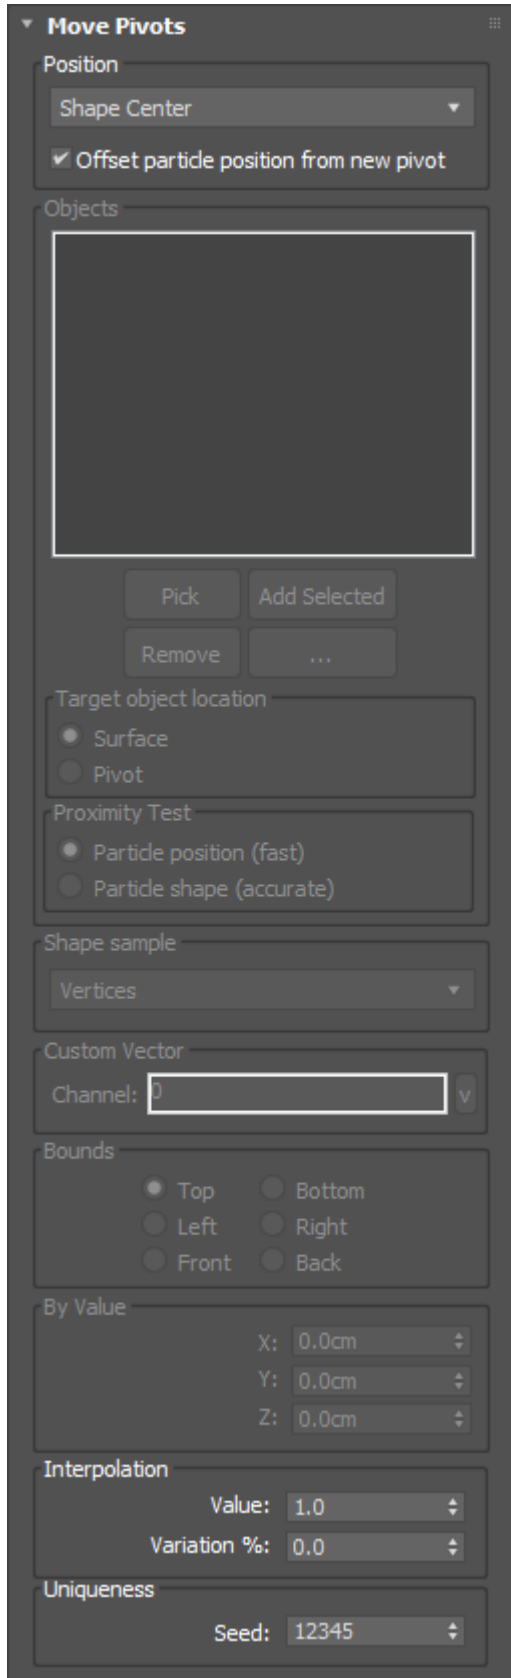 Move Pivots
Position
Shape Center
Offset particle position from new pivot
Objects
Pick Add Selected
Remove ...
Target object location
Surface
Pivot
Proximity Test
Particle position (fast)
Particle shape (accurate)
Shape sample
Vertices
Custom Vector
Channel: 0 v
Bounds
Top Bottom
Left Right
Front Back
By Value
X: 0.0cm
Y: 0.0cm
Z: 0.0cm
Interpolation
Value: 1.0
Variation %: 0.0
Uniqueness
Seed: 12345